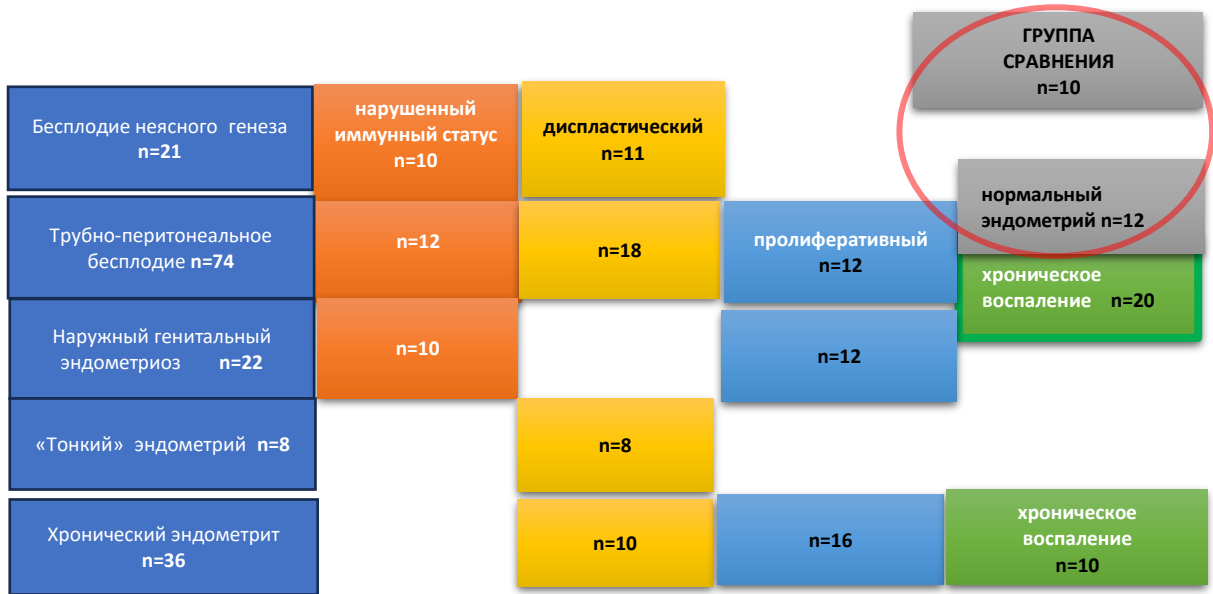 ГРУППА
СРАВНЕНИЯ
n=10
Бесплодие неясного генеза
n=21
нарушенный
иммунный статус
n=10
диспластический
n=11
Трубно-перитонеальное
бесплодие n=74
n=12
n=18
пролиферативный
n=12
нормальный
эндометрий n=12
хроническое
воспаление n=20
Наружный генитальный
эндометриоз n=22
n=10
n=12
«Тонкий» эндометрий n=8
n=8
Хронический эндометрит
n=36
n=10
n=16
хроническое
воспаление
n=10